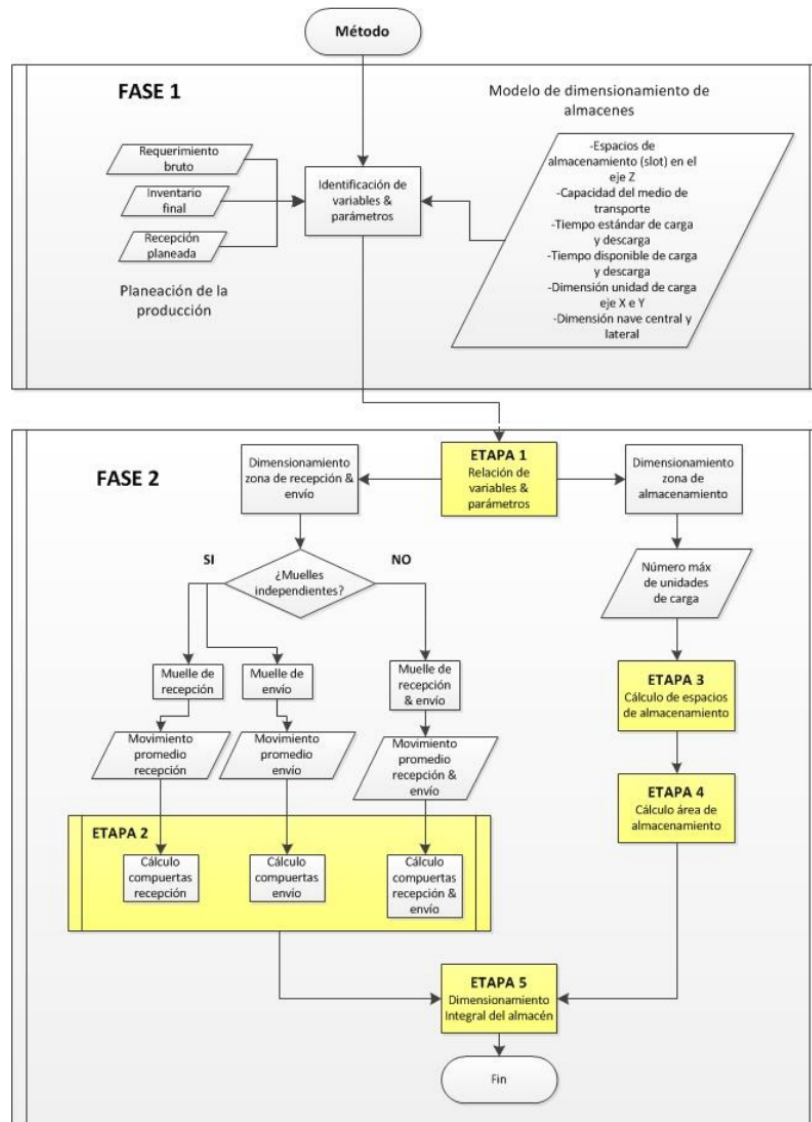 Método
FASE 1
Modelo de dimensionamiento de
almacenes
Requerimiento
bruto
Inventario
final
Recepción
planeada
Planeación de la
producción
Identificación de
variables &
parámetros
-Espacios de
almacenamiento (slot) en el
eje Z
-Capacidad del medio de
transporte
-Tiempo estándar de carga
y descarga
-Tiempo disponible de carga
y descarga
-Dimensión unidad de carga
eje X e Y
-Dimensión nave central y
lateral
FASE 2
Dimensionamiento
zona de recepción &
envío
ETAPA 1
Relación de
variables &
parámetros
Dimensionamiento
zona de
almacenamiento
SI
¿Muelles
independientes?
NO
Número máx
de unidades
de carga
Muelle de
recepción
Muelle de
envío
Muelle de
recepción
& envío
ETAPA 3
Cálculo de espacios
de almacenamiento
Movimiento
promedio
recepción
Movimiento
promedio
envío
Movimiento
promedio
recepción &
envío
ETAPA 4
Cálculo área de
almacenamiento
ETAPA 2
Cálculo
compuertas
recepción
Cálculo
compuertas
envío
Cálculo
compuertas
recepción &
envío
ETAPA 5
Dimensionamiento
Integral del almacén
Fin